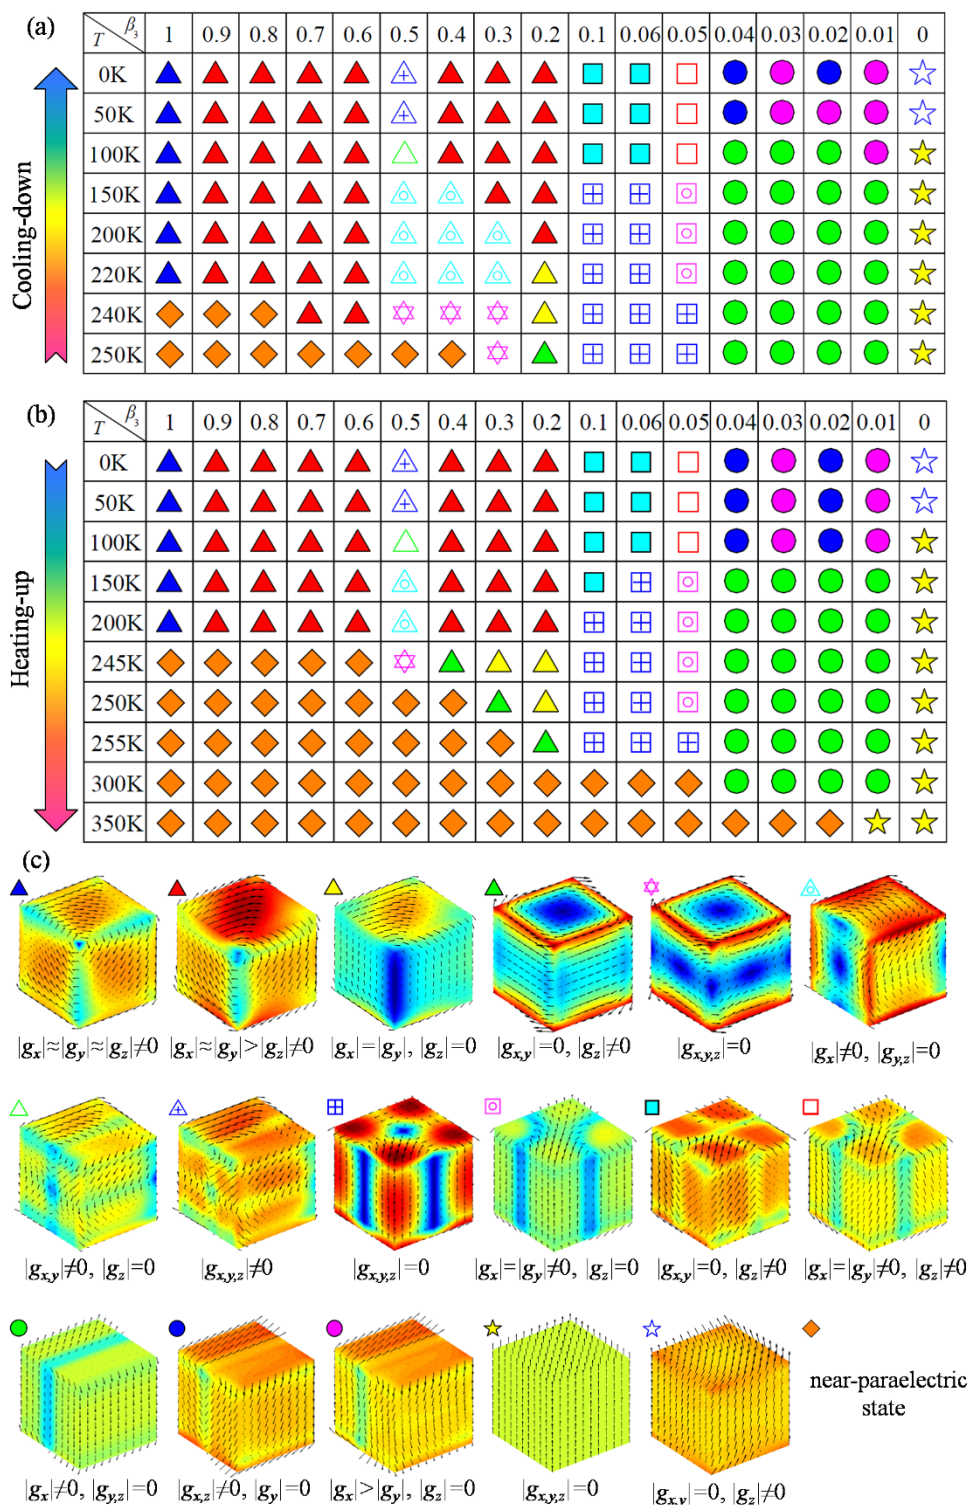 (a)
T β3 1 0.9 0.8 0.7 0.6 0.5 0.4 0.3 0.2 0.1 0.06 0.05 0.04 0.03 0.02 0.01 0
0K
50K
100K
150K
200K
220K
240K
250K
Cooling-down
(b)
T β3 1 0.9 0.8 0.7 0.6 0.5 0.4 0.3 0.2 0.1 0.06 0.05 0.04 0.03 0.02 0.01 0
0K
50K
100K
150K
200K
245K
250K
255K
300K
350K
Heating-up
(c)
|gx|≈|gy|≈|gz|≠0 |gx|≈|gy|>|gz|≠0 |gx|=|gy|, |gz|=0 |gx,y|=0, |gz|≠0 |gx,y,z|=0 |gx|≠0, |gy,z|=0
|gx,y|≠0, |gz|=0 |gx,y,z|≠0 |gx,y,z|=0 |gx|=|gy|≠0, |gz|=0 |gx,y|=0, |gz|≠0 |gx|=|gy|≠0, |gz|≠0
near-paraelectric
state
|gx|≠0, |gy,z|=0 |gx,z|≠0, |gy|=0 |gx|>|gy|, |gz|=0 |gx,y,z|=0 |gx,y|=0, |gz|≠0